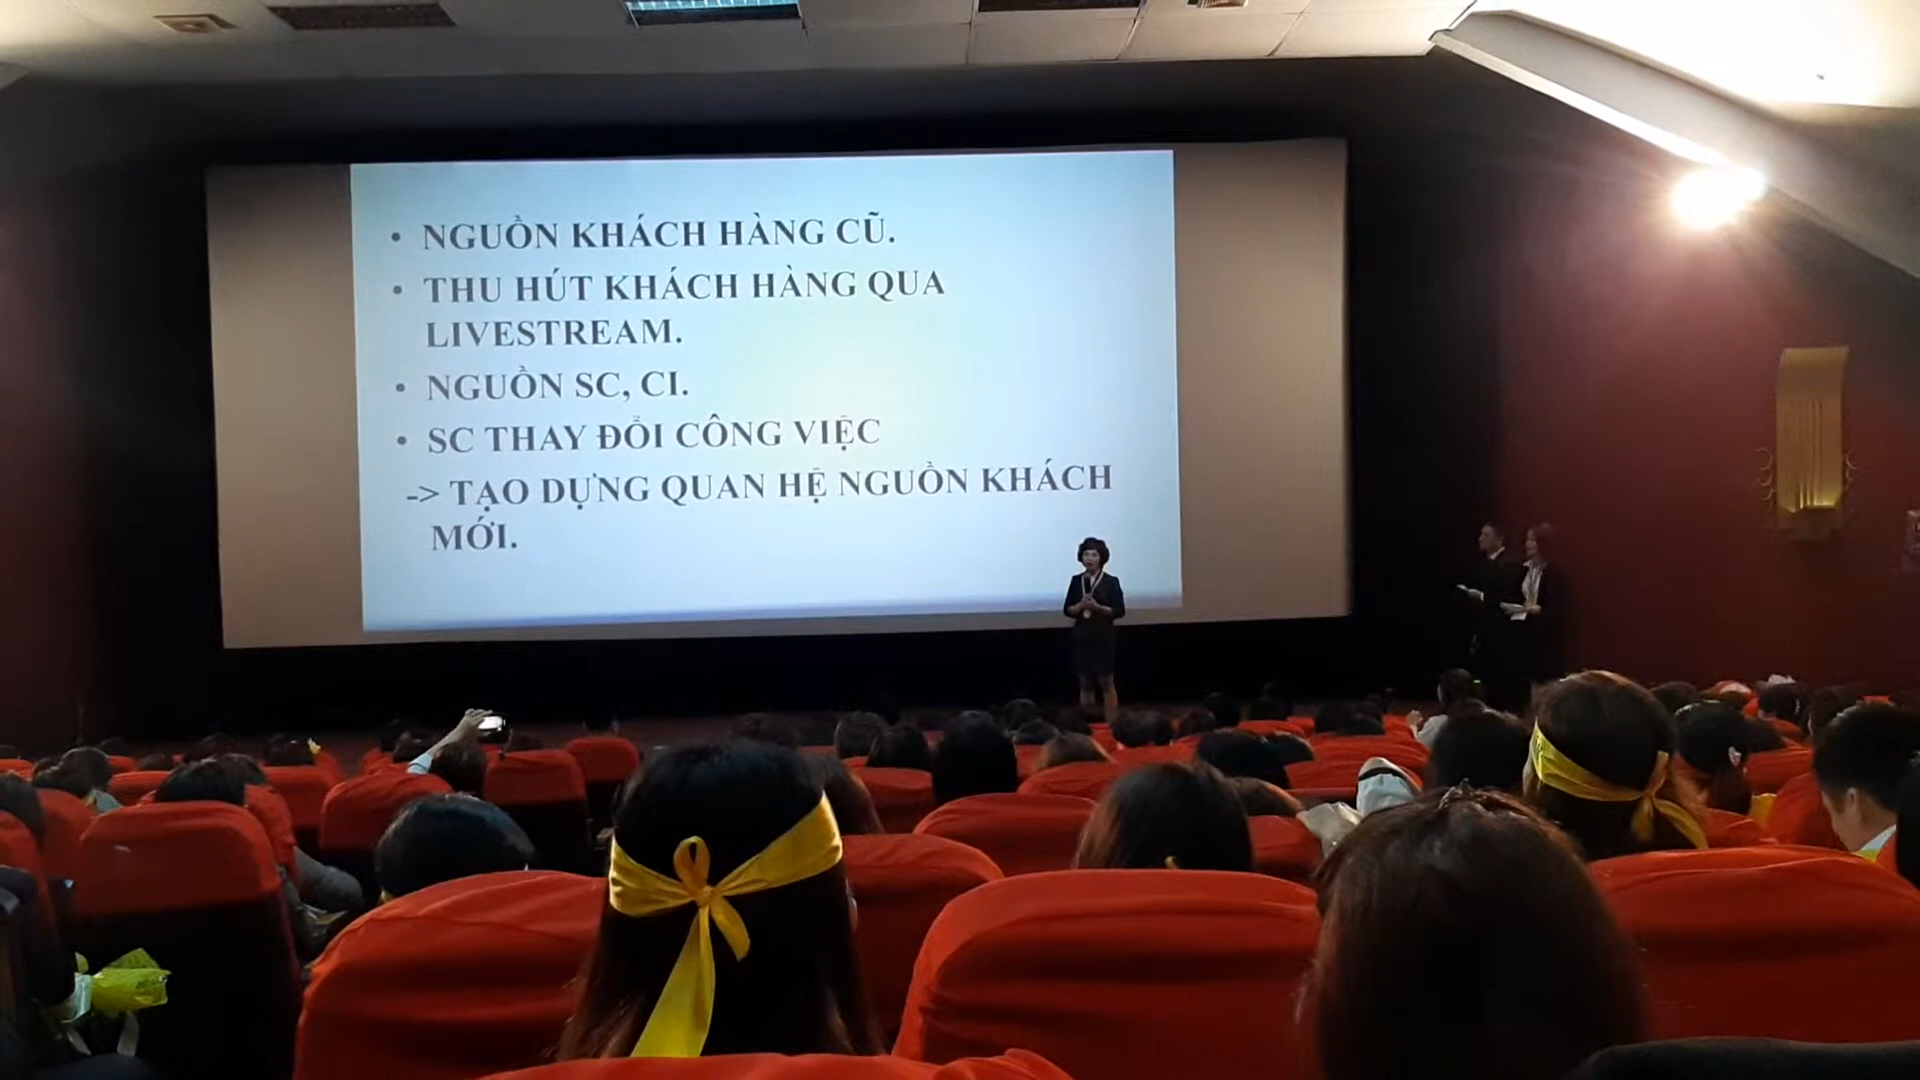 • NGUỒN KHÁCH HÀNG CŨ.
• THU HÚT KHÁCH HÀNG QUA
LIVESTREAM.
• NGUỒN SC, CI.
• SC THAY ĐỔI CÔNG VIỆC
-> TẠO DỰNG QUAN HỆ NGUỒN KHÁCH
MỚI.